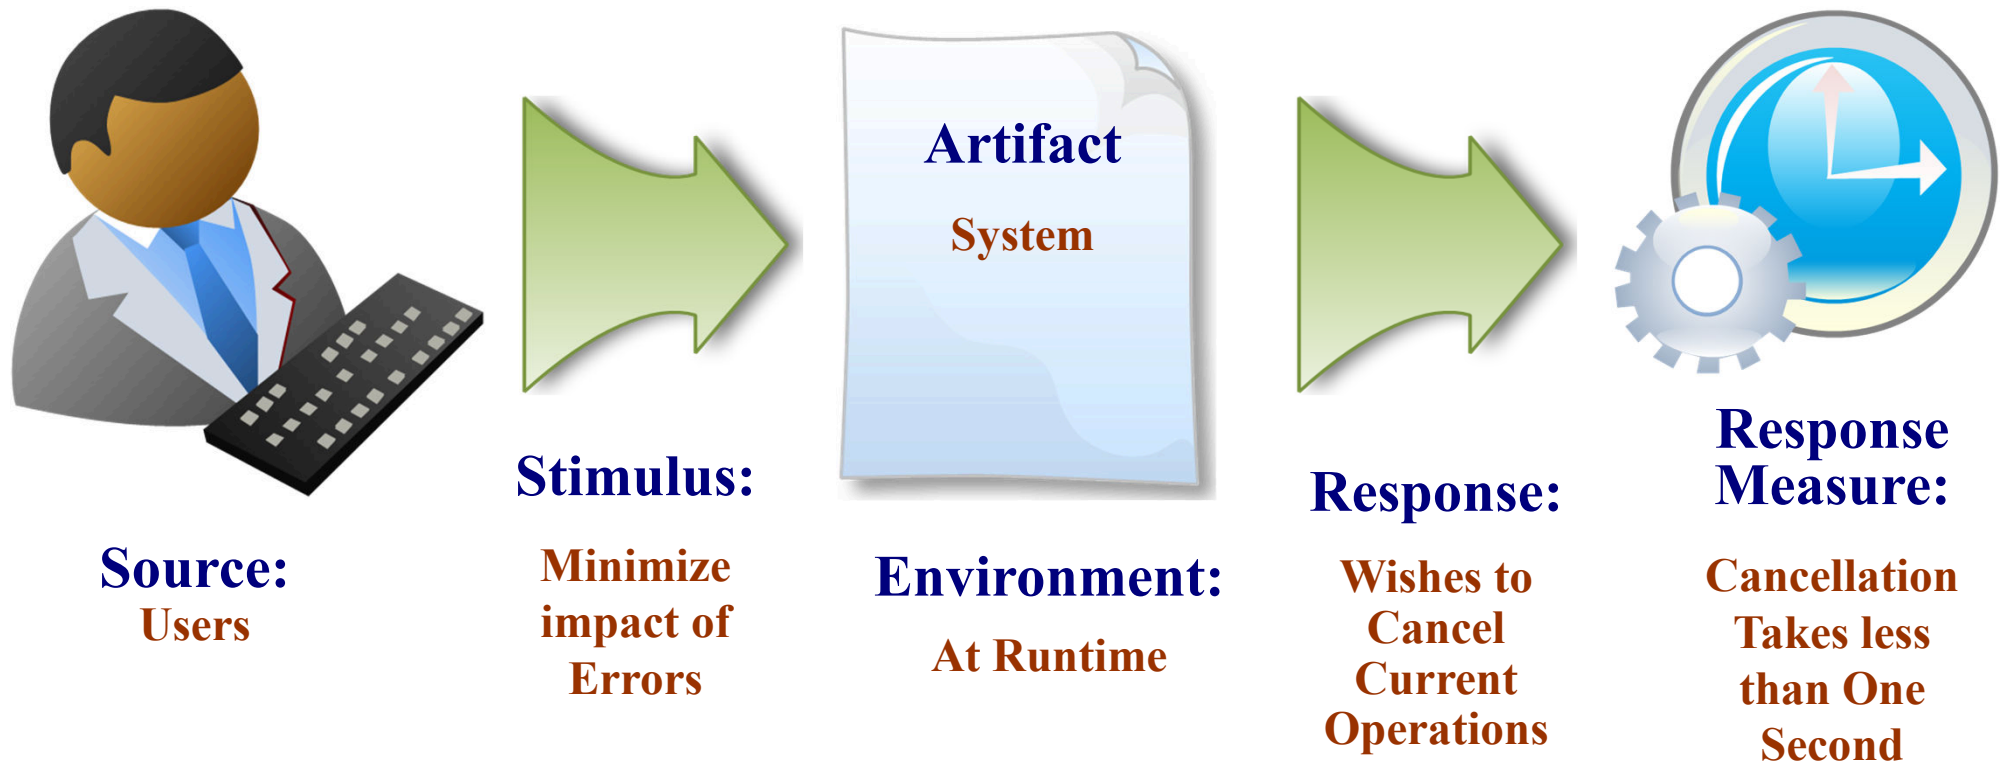 Source:
Users
Stimulus:
Minimize
impact of
Errors
Artifact
System
Environment:
At Runtime
Response:
Wishes to
Cancel
Current
Operations
Response
Measure:
Cancellation
Takes less
than One
Second